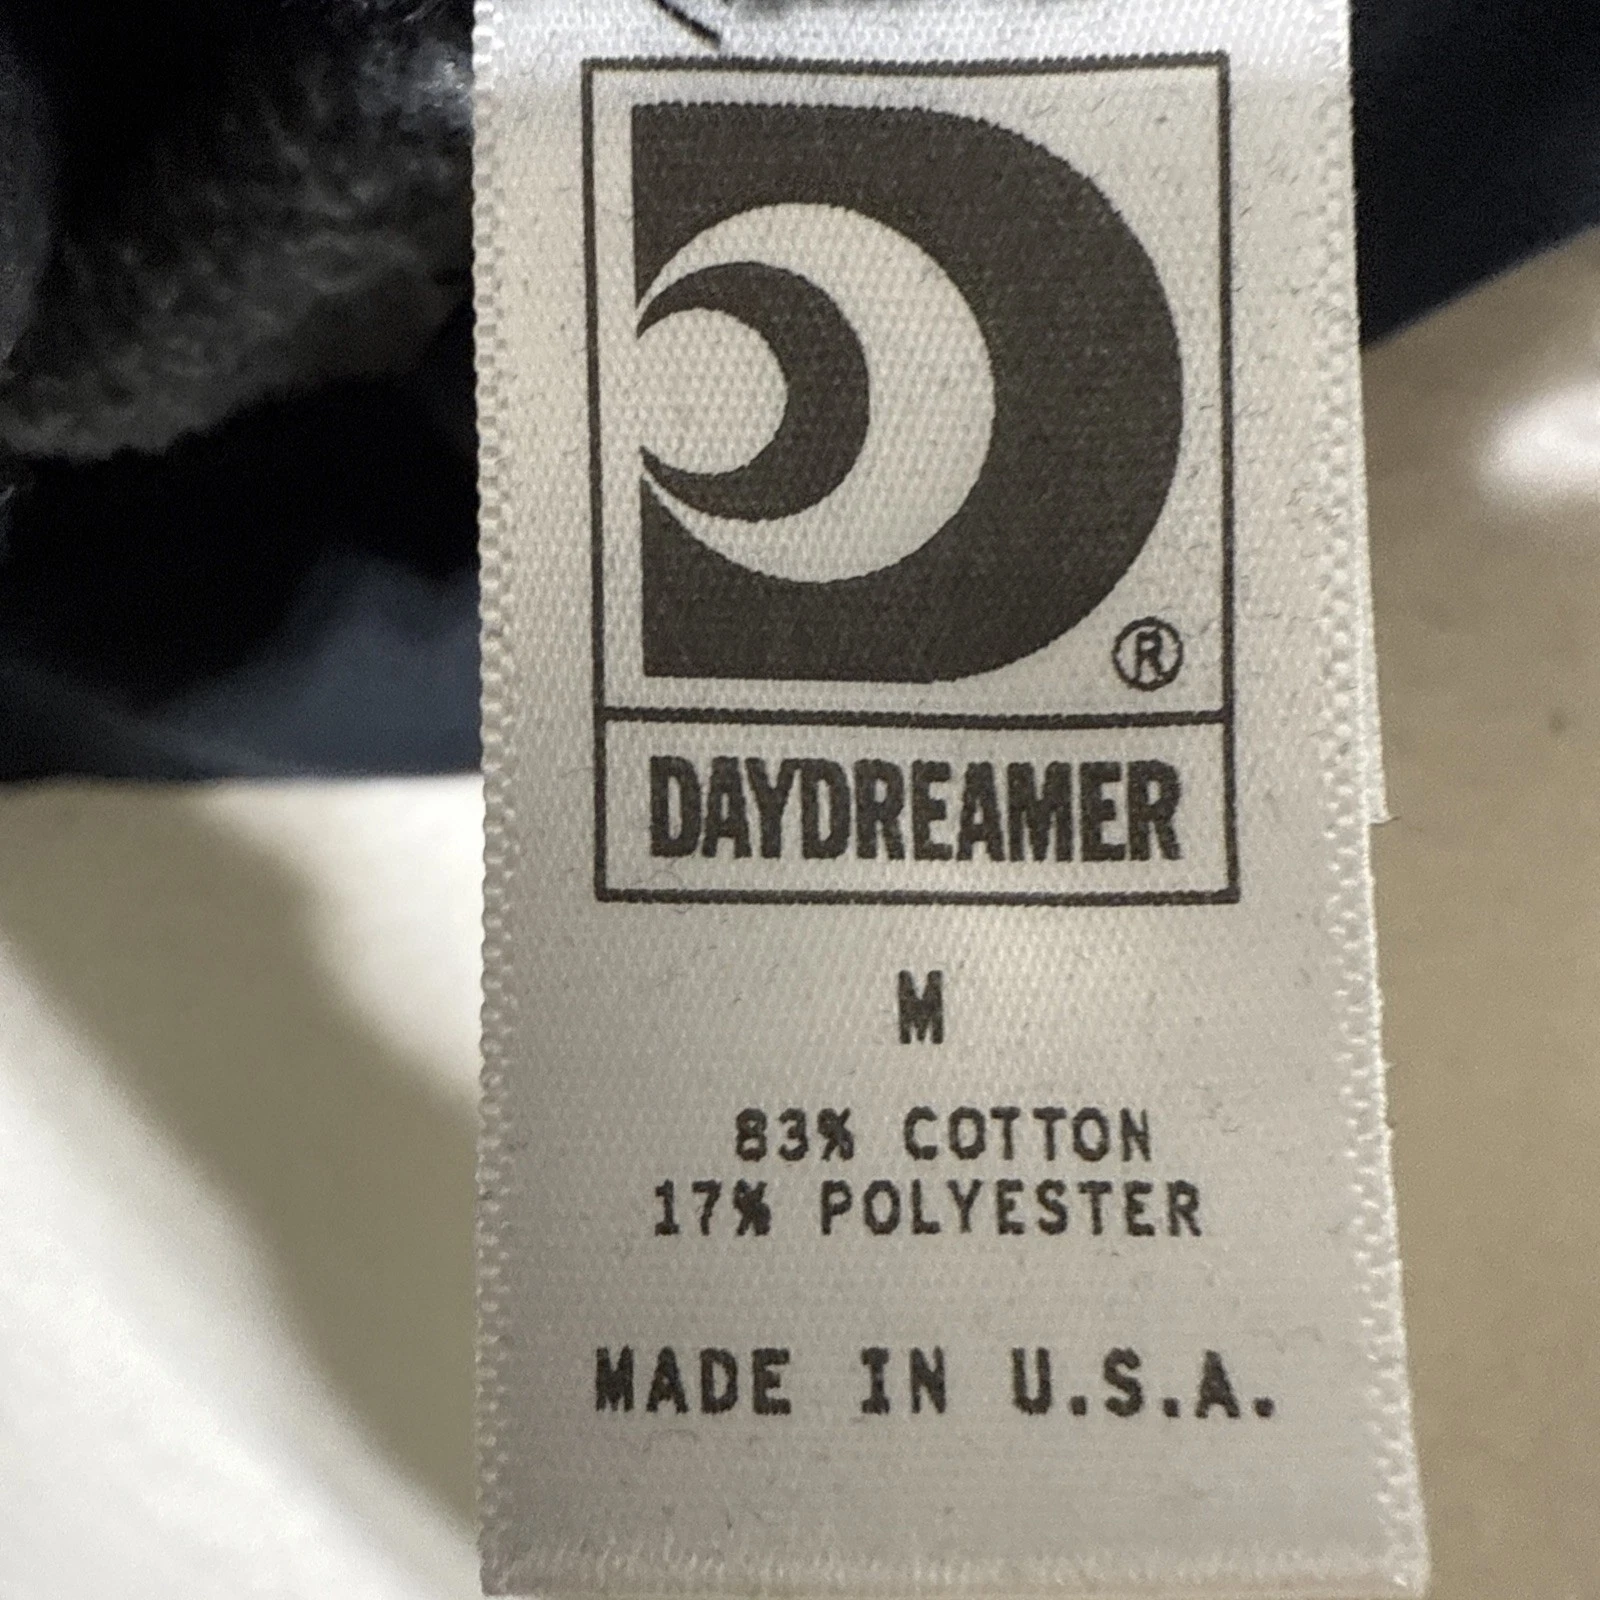 ®
DAYDREAMER
M
83% COTTON
17% POLYESTER
MADE IN U.S.A.